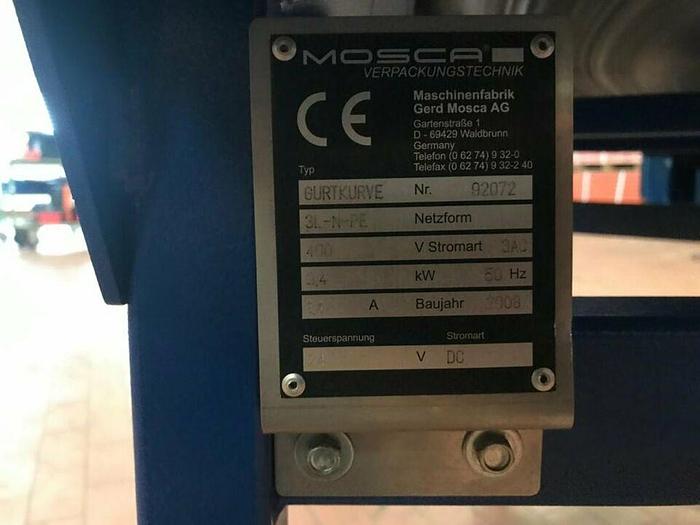 MOSCA®
VERPACKUNGSTECHNIK
CE
Maschinenfabrik
Gerd Mosca AG
Gartenstraße 1
D - 69429 Waldbrunn
Germany
Telefon (0 62 74) 9 32-0
Telefax (0 62 74) 9 32-2 40
Typ
GURTKURVE Nr. 92072
3L-N-PE Netzform
400 V Stromart 3AC
kW 50 Hz
A Baujahr 2008
Steuerspannung Stromart
V DC